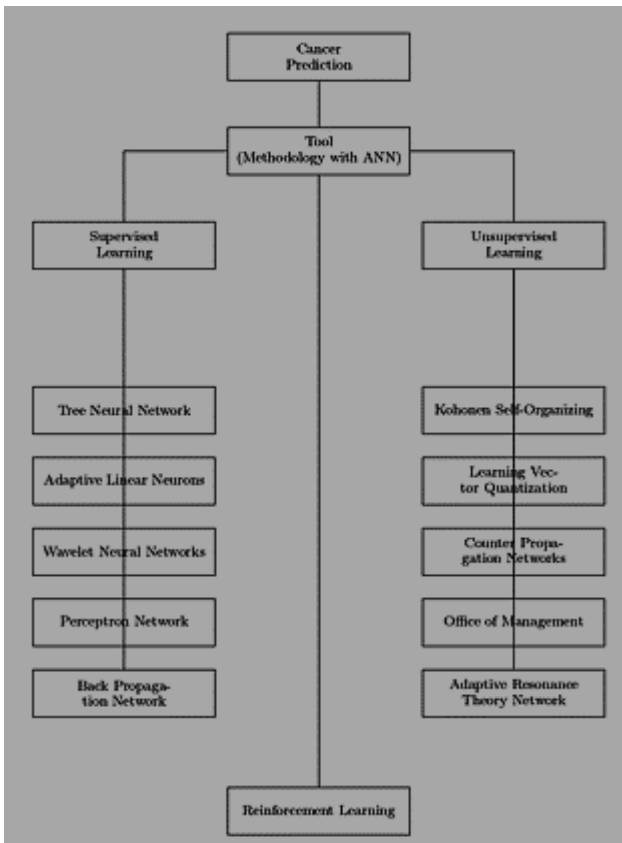 Cancer
Prediction
Tool
(Methodology with ANN)
Supervised
Learning
Unsupervised
Learning
Tree Neural Network
Kohonen Self-Organizing
Adaptive Linear Neurons
Learning Vec-
tor Quantization
Wavelet Neural Networks
Counter Propa-
gation Networks
Perceptron Network
Office of Management
Back Propaga-
tion Network
Adaptive Resonance
Theory Network
Reinforcement Learning